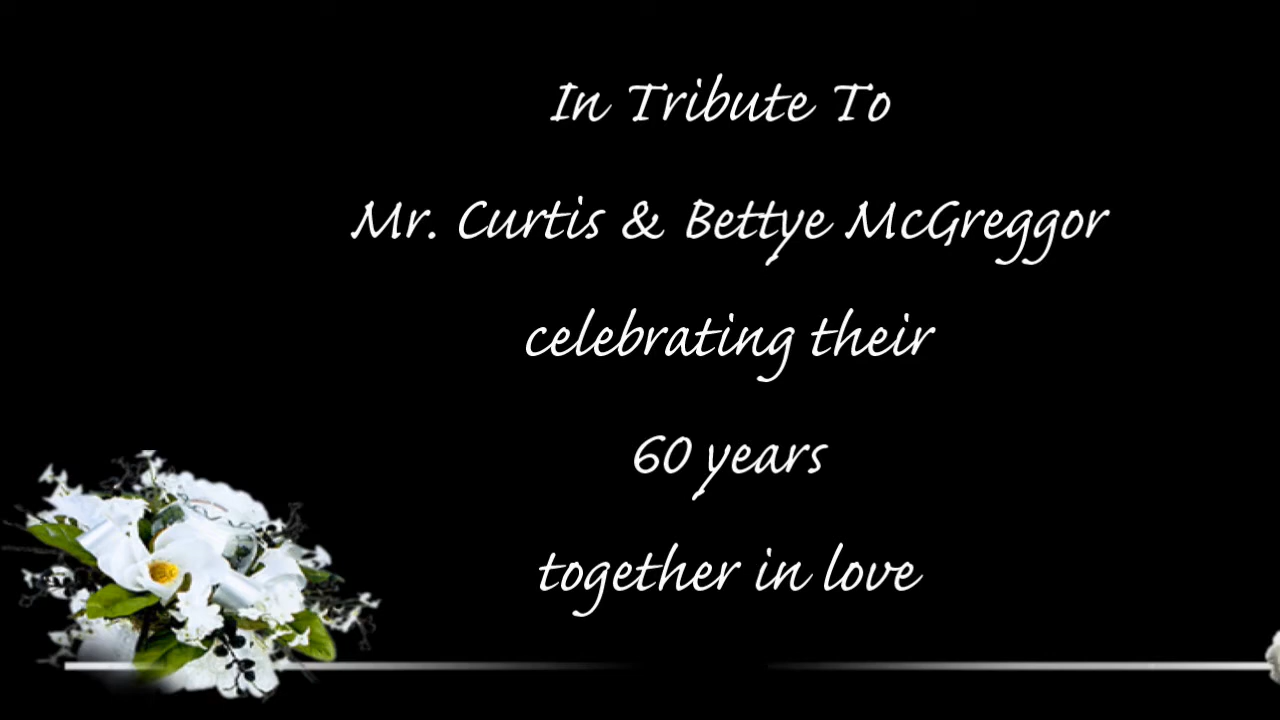 In Tribute To
Mr. Curtis & Bettye McGreggor
celebrating their
60 years
together in love